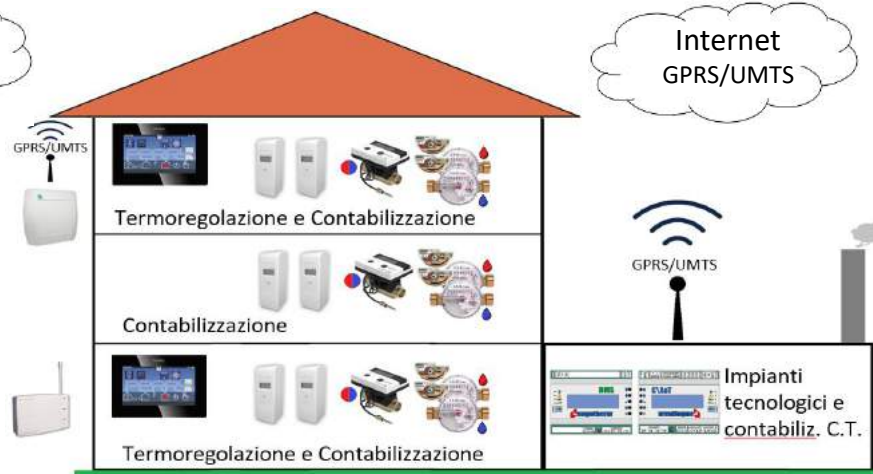 Internet
GPRS/UMTS
GPRS/UMTS
Termoregolazione e Contabilizzazione
GPRS/UMTS
Contabilizzazione
Impianti
tecnologici e
contabiliz. C.T.
Termoregolazione e Contabilizzazione